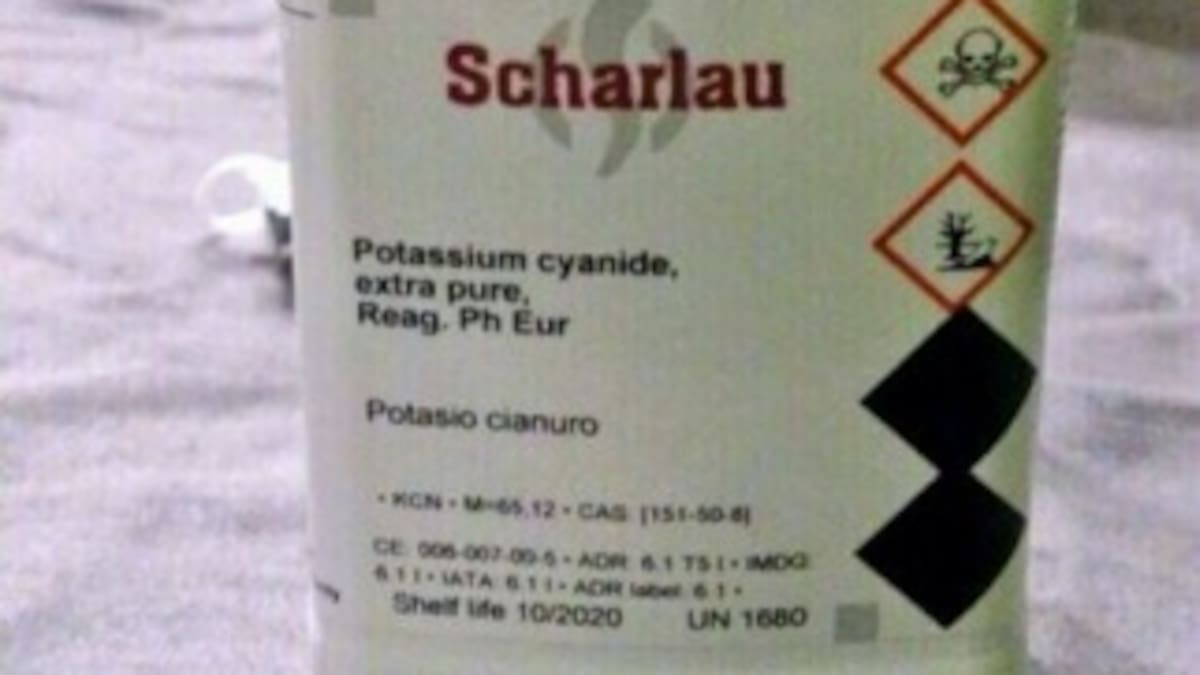 Scharlau
Potassium cyanide,
extra pure,
Reag. Ph Eur
Potasio cianuro
• KCN • M=65,12 • CAS: [151-50-8]
CE: 006-007-00-5 • ADR: 6.1 T5 I • IMDG:
6.1 I • IATA: 6.1 I • ADR label: 6.1 •
Shelf life 10/2020 UN 1680